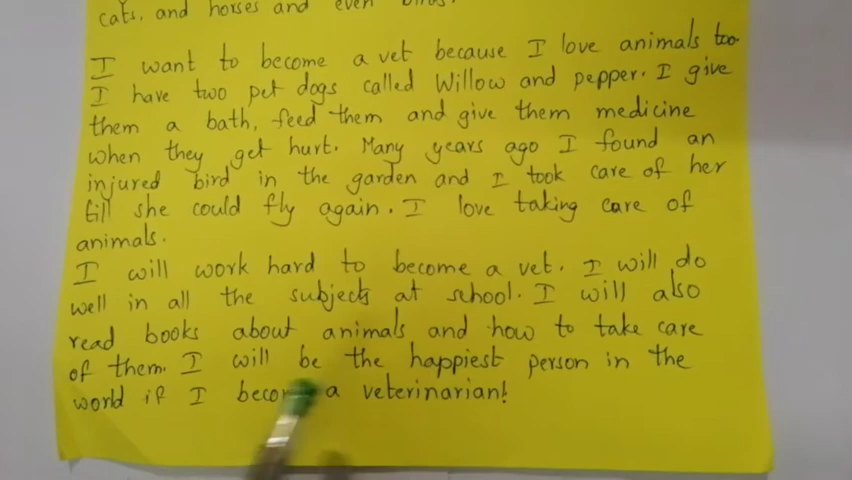 cats, and horses and even birds.
I want to become a vet because I love animals too.
I have two pet dogs called Willow and pepper. I give
them a bath, feed them and give them medicine
when they get hurt. Many years ago I found an
injured bird in the garden and I took care of her
till she could fly again. I love taking care of
animals.
I will work hard to become a vet. I will do
well in all the subjects at school. I will also
read books about animals and how to take care
of them. I will be the happiest person in the
world if I become a veterinarian!